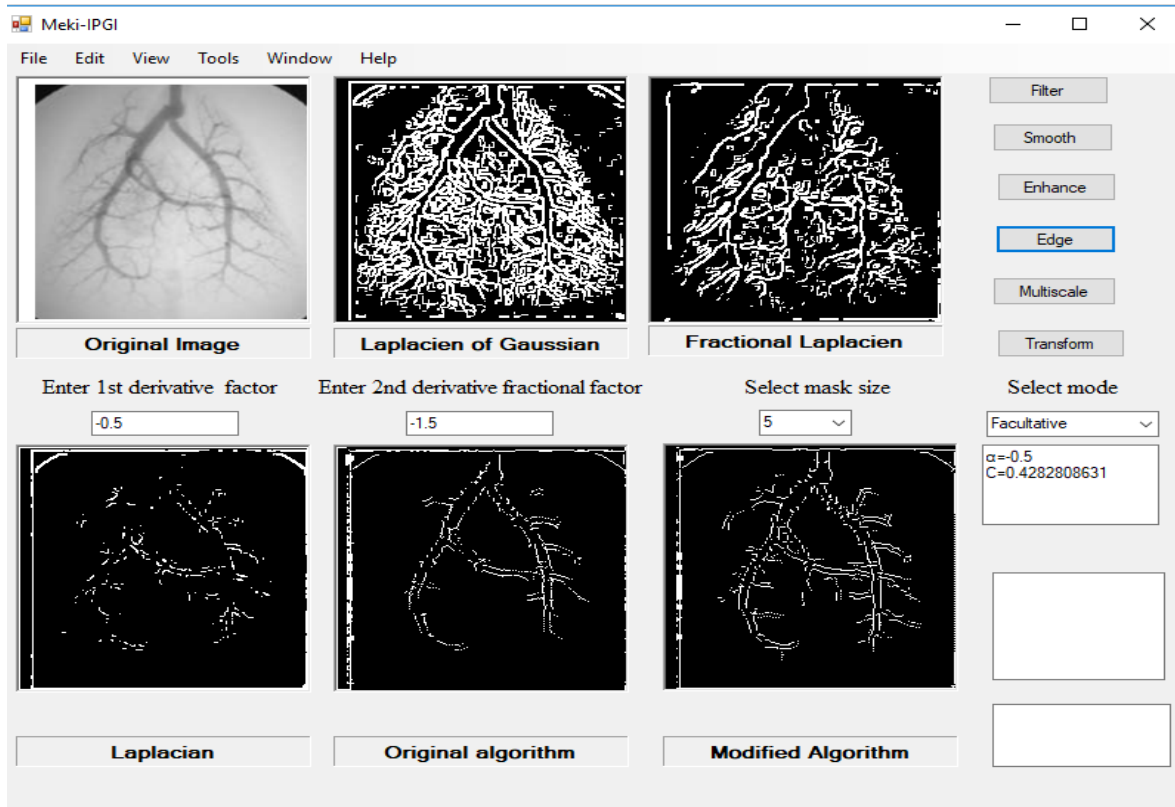 Meki-IPGI
File Edit View Tools Window Help
Filter
Smooth
Enhance
Edge
Multiscale
Transform
Original Image
Laplacien of Gaussian
Fractional Laplacien
Enter 1st derivative factor
Enter 2nd derivative fractional factor
Select mask size
Select mode
-0.5
-1.5
5
Facultative
α=-0.5
C=0.4282808631
Laplacian
Original algorithm
Modified Algorithm